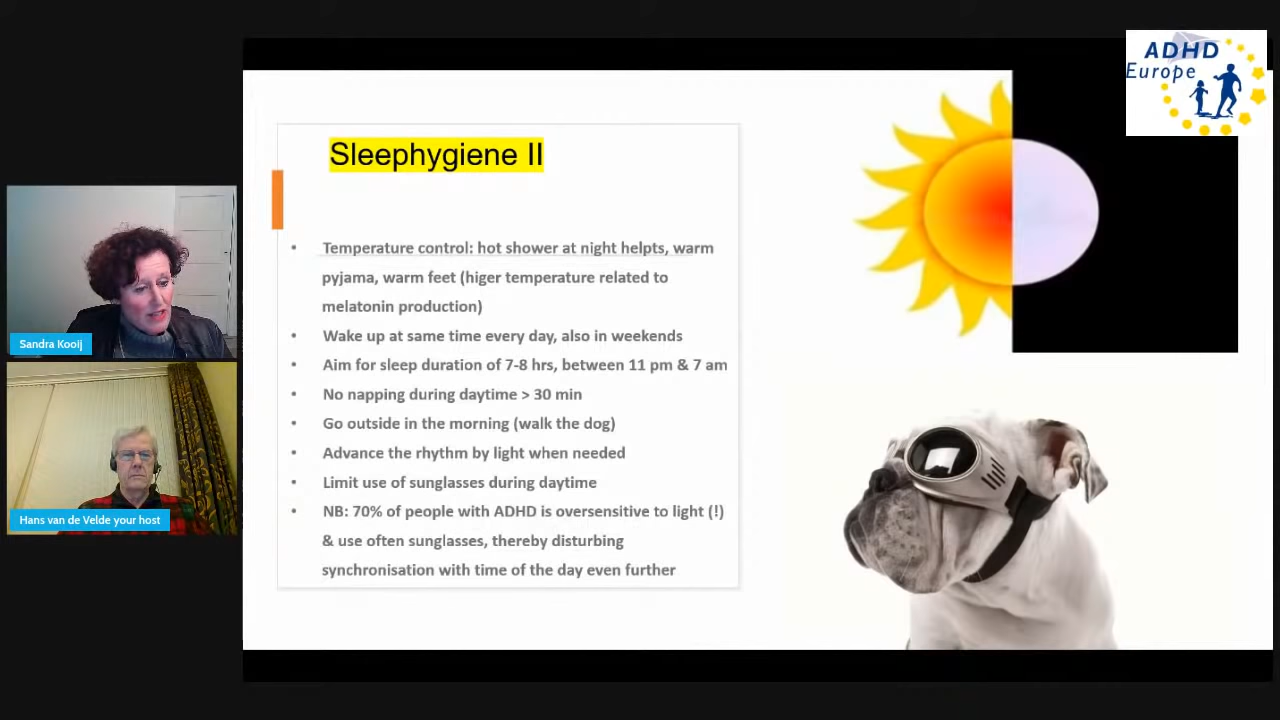 ADHD
Europe
Sleephygiene II
• Temperature control: hot shower at night helpts, warm
pyjama, warm feet (higer temperature related to
melatonin production)
• Wake up at same time every day, also in weekends
• Aim for sleep duration of 7-8 hrs, between 11 pm & 7 am
• No napping during daytime > 30 min
• Go outside in the morning (walk the dog)
• Advance the rhythm by light when needed
• Limit use of sunglasses during daytime
• NB: 70% of people with ADHD is oversensitive to light (!)
& use often sunglasses, thereby disturbing
synchronisation with time of the day even further
Sandra Kooij
Hans van de Velde your host